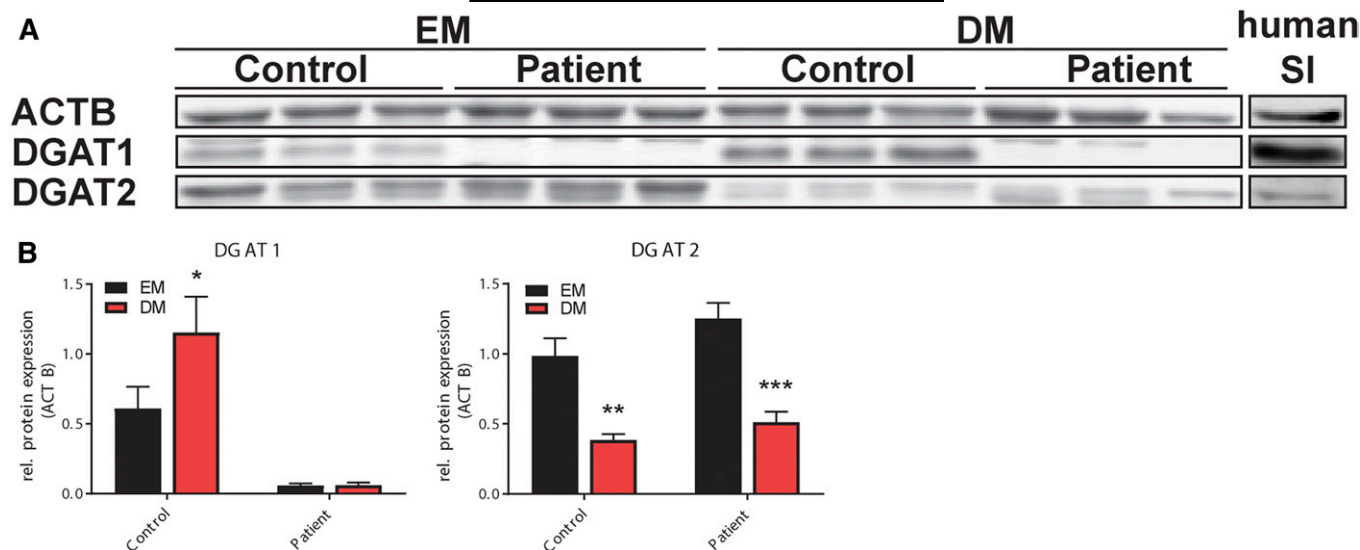 A
EM DM human
Control Patient Control Patient SI
ACTB
DGAT1
DGAT2
B
DG AT 1
rel. protein expression
(ACT B)
1.5
1.0
0.5
0.0
EM
DM
*
Control
Patient
DG AT 2
rel. protein expression
(ACT B)
1.5
1.0
0.5
0.0
EM
DM
**
***
Control
Patient